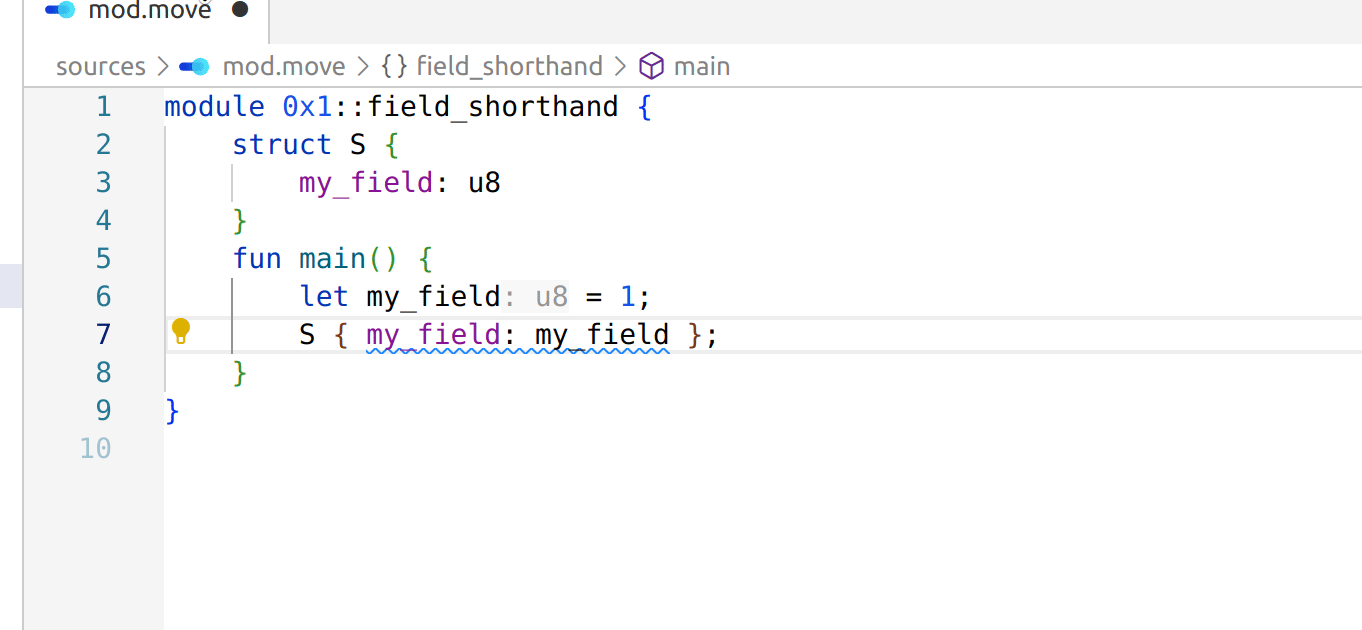 mod.move
sources > mod.move > {} field_shorthand > main
1 module 0x1::field_shorthand {
2     struct S {
3         my_field: u8
4     }
5     fun main() {
6         let my_field: u8 = 1;
7         S { my_field: my_field };
8     }
9 }
10